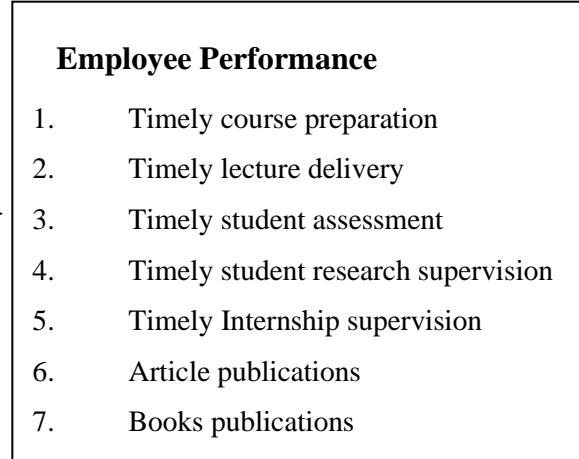 Employee Performance
1. Timely course preparation
2. Timely lecture delivery
3. Timely student assessment
4. Timely student research supervision
5. Timely Internship supervision
6. Article publications
7. Books publications